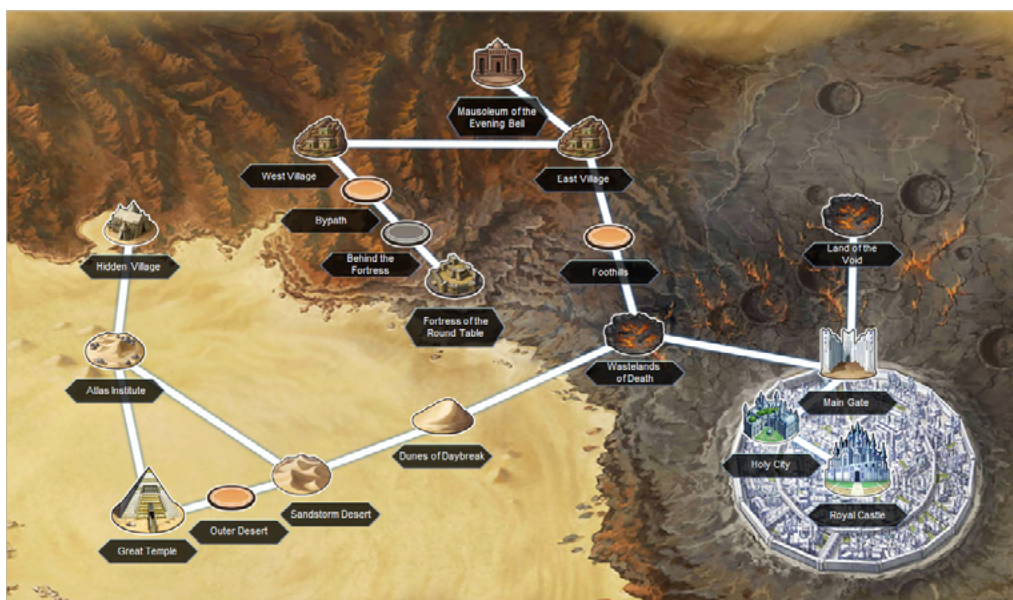 Mausoleum of the
Evening Bell
West Village
East Village
Bypath
Behind the
Fortress
Foothills
Land of the
Void
Hidden Village
Fortress of the
Round Table
Wastelands
of Death
Atlas Institute
Main Gate
Dunes of Daybreak
Holy City
Sandstorm Desert
Royal Castle
Outer Desert
Great Temple